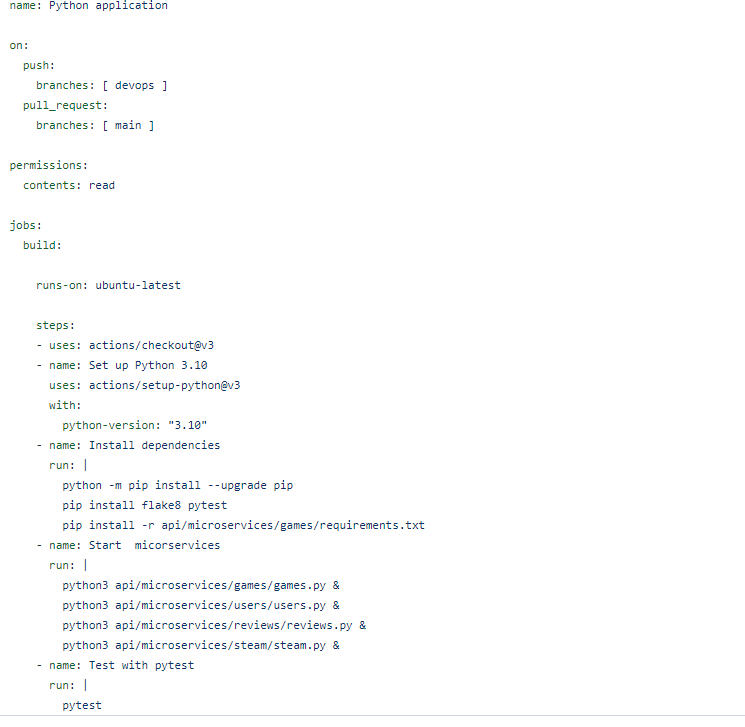 name: Python application
on:
push:
branches: [ devops ]
pull_request:
branches: [ main ]
permissions:
contents: read
jobs:
build:
runs-on: ubuntu-latest
steps:
- uses: actions/checkout@v3
- name: Set up Python 3.10
uses: actions/setup-python@v3
with:
python-version: "3.10"
- name: Install dependencies
run: |
python -m pip install --upgrade pip
pip install flake8 pytest
pip install -r api/microservices/games/requirements.txt
- name: Start  micorservices
run: |
python3 api/microservices/games/games.py &
python3 api/microservices/users/users.py &
python3 api/microservices/reviews/reviews.py &
python3 api/microservices/steam/steam.py &
- name: Test with pytest
run: |
pytest